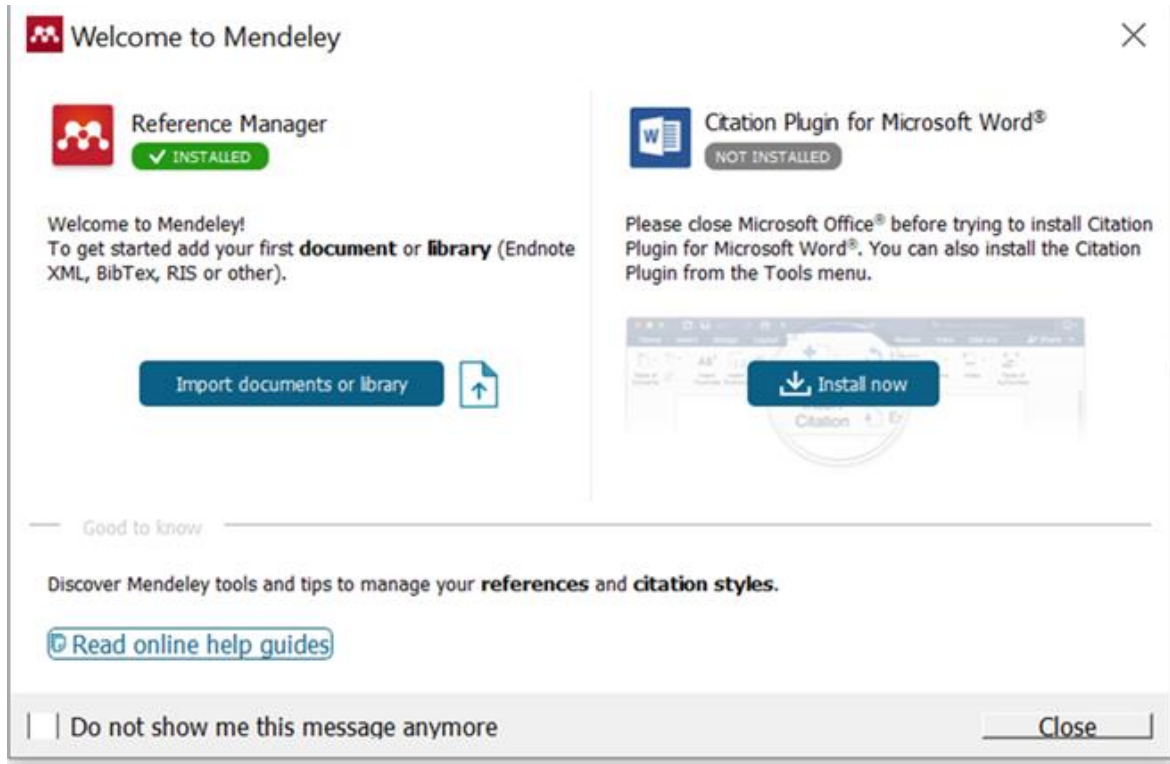 Welcome to Mendeley
Reference Manager
INSTALLED
Welcome to Mendeley!
To get started add your first document or library (Endnote
XML, BibTex, RIS or other).
Import documents or library
Citation Plugin for Microsoft Word®
NOT INSTALLED
Please close Microsoft Office® before trying to install Citation
Plugin for Microsoft Word®. You can also install the Citation
Plugin from the Tools menu.
Install now
Citation
Good to know
Discover Mendeley tools and tips to manage your references and citation styles.
Read online help guides
Do not show me this message anymore
Close